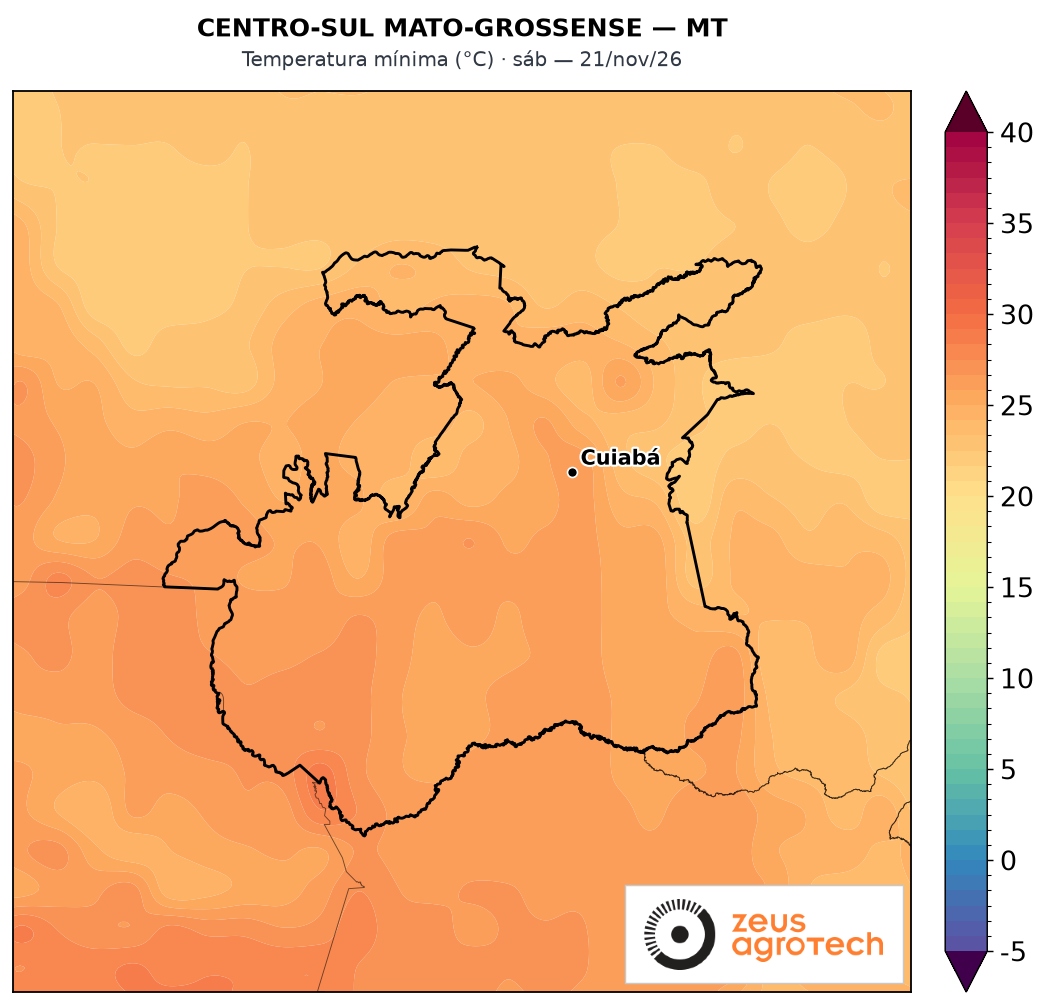 CENTRO-SUL MATO-GROSSENSE — MT
Temperatura mínima (°C) · sáb — 21/nov/26
Cuiabá
40
35
30
25
20
15
10
5
0
-5
zeus
agrotech